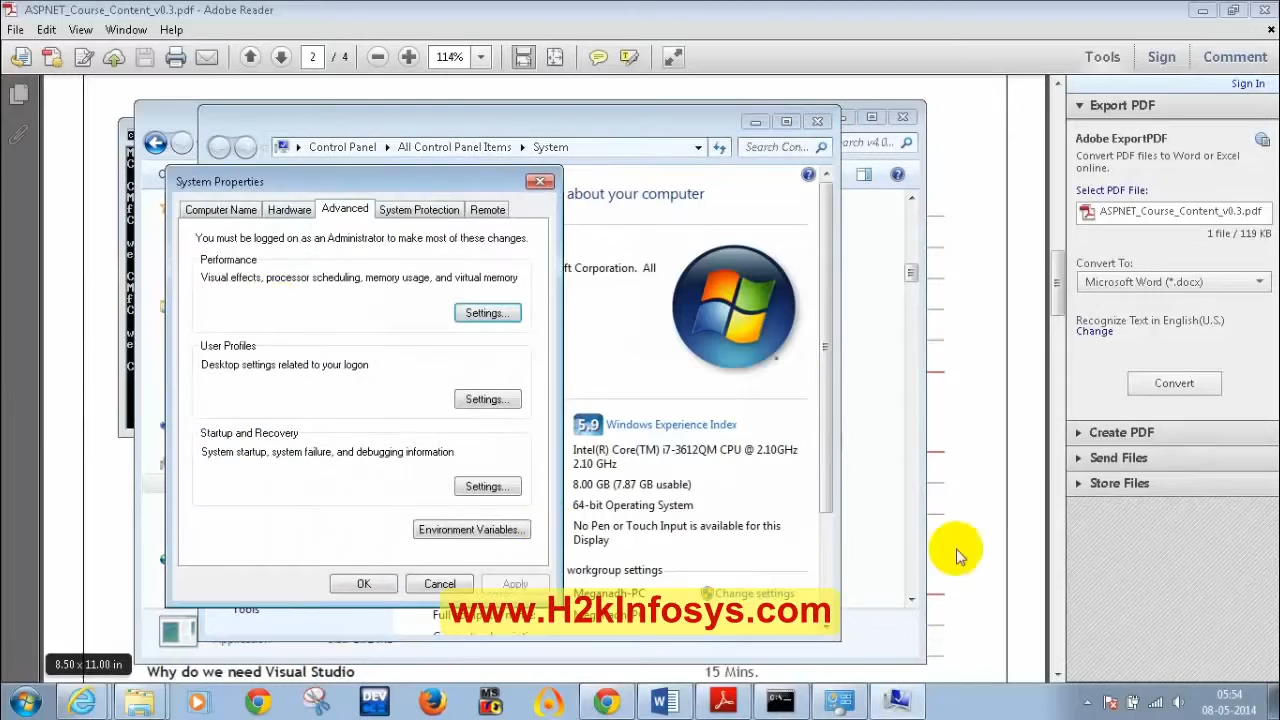 ASPNET_Course_Content_v0.3.pdf - Adobe Reader
File Edit View Window Help
2 / 4 114% Tools Sign Comment
Sign In
Export PDF
Adobe ExportPDF
Convert PDF files to Word or Excel
online.
Select PDF File:
ASPNET_Course_Content_v0.3.pdf
1 file / 119 KB
Convert To:
Microsoft Word (*.docx)
Recognize Text in English(U.S.)
Change
Convert
Create PDF
Send Files
Store Files
Control Panel All Control Panel Items System
Search Con...
earch v4.0...
System Properties
Computer Name Hardware Advanced System Protection Remote
You must be logged on as an Administrator to make most of these changes.
Performance
Visual effects, processor scheduling, memory usage, and virtual memory
Settings...
User Profiles
Desktop settings related to your logon
Settings...
Startup and Recovery
System startup, system failure, and debugging information
Settings...
Environment Variables...
OK Cancel Apply
about your computer
ft Corporation. All
5.9 Windows Experience Index
Intel(R) Core(TM) i7-3612QM CPU @ 2.10GHz
2.10 GHz
8.00 GB (7.87 GB usable)
64-bit Operating System
No Pen or Touch Input is available for this
Display
workgroup settings
Meganadh-PC Change settings
www.H2kInfosys.com
Tools
8.50 x 11.00 in
Why do we need Visual Studio 15 Mins.
DEV
MS
05:54
08-05-2014